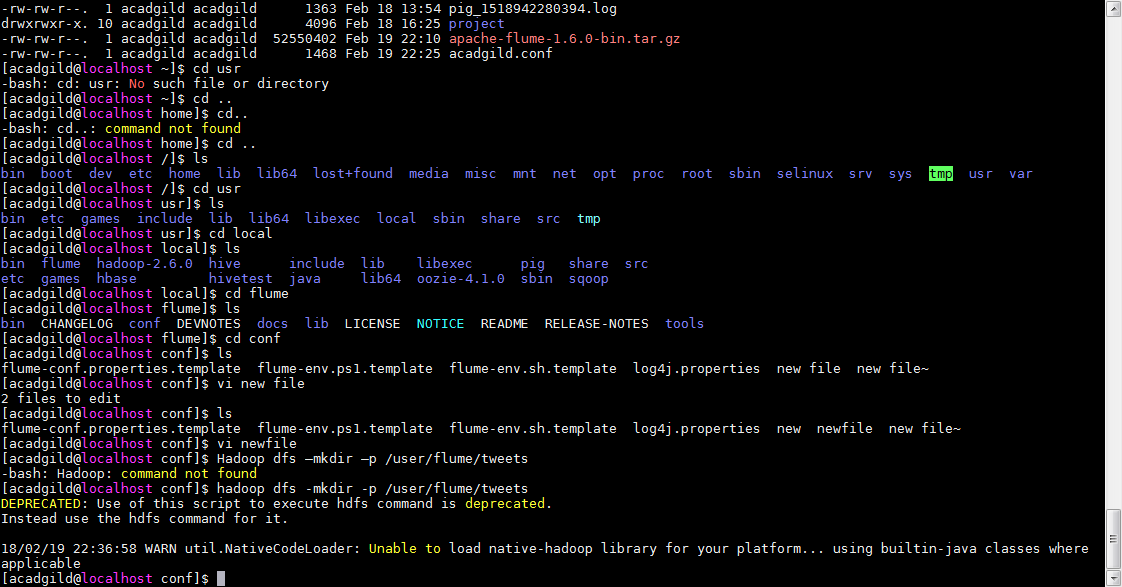 -rw-rw-r--.  1 acadgild acadgild      1363 Feb 18 13:54 pig_1518942280394.log
drwxrwxr-x. 10 acadgild acadgild      4096 Feb 18 16:25 project
-rw-rw-r--.  1 acadgild acadgild  52550402 Feb 19 22:10 apache-flume-1.6.0-bin.tar.gz
-rw-rw-r--.  1 acadgild acadgild      1468 Feb 19 22:25 acadgild.conf
[acadgild@localhost ~]$ cd usr
-bash: cd: usr: No such file or directory
[acadgild@localhost ~]$ cd ..
[acadgild@localhost home]$ cd..
-bash: cd..: command not found
[acadgild@localhost home]$ cd ..
[acadgild@localhost /]$ ls
bin  boot  dev  etc  home  lib  lib64  lost+found  media  misc  mnt  net  opt  proc  root  sbin  selinux  srv  sys  tmp  usr  var
[acadgild@localhost /]$ cd usr
[acadgild@localhost usr]$ ls
bin  etc  games  include  lib  lib64  libexec  local  sbin  share  src  tmp
[acadgild@localhost usr]$ cd local
[acadgild@localhost local]$ ls
bin  flume  hadoop-2.6.0  hive      include  lib    libexec      pig   share  src
etc  games  hbase         hivetest  java     lib64  oozie-4.1.0  sbin  sqoop
[acadgild@localhost local]$ cd flume
[acadgild@localhost flume]$ ls
bin  CHANGELOG  conf  DEVNOTES  docs  lib  LICENSE  NOTICE  README  RELEASE-NOTES  tools
[acadgild@localhost flume]$ cd conf
[acadgild@localhost conf]$ ls
flume-conf.properties.template  flume-env.ps1.template  flume-env.sh.template  log4j.properties  new file  new file~
[acadgild@localhost conf]$ vi new file
2 files to edit
[acadgild@localhost conf]$ ls
flume-conf.properties.template  flume-env.ps1.template  flume-env.sh.template  log4j.properties  new  newfile  new file~
[acadgild@localhost conf]$ vi newfile
[acadgild@localhost conf]$ Hadoop dfs –mkdir –p /user/flume/tweets
-bash: Hadoop: command not found
[acadgild@localhost conf]$ hadoop dfs -mkdir -p /user/flume/tweets
DEPRECATED: Use of this script to execute hdfs command is deprecated.
Instead use the hdfs command for it.
18/02/19 22:36:58 WARN util.NativeCodeLoader: Unable to load native-hadoop library for your platform... using builtin-java classes where
applicable
[acadgild@localhost conf]$